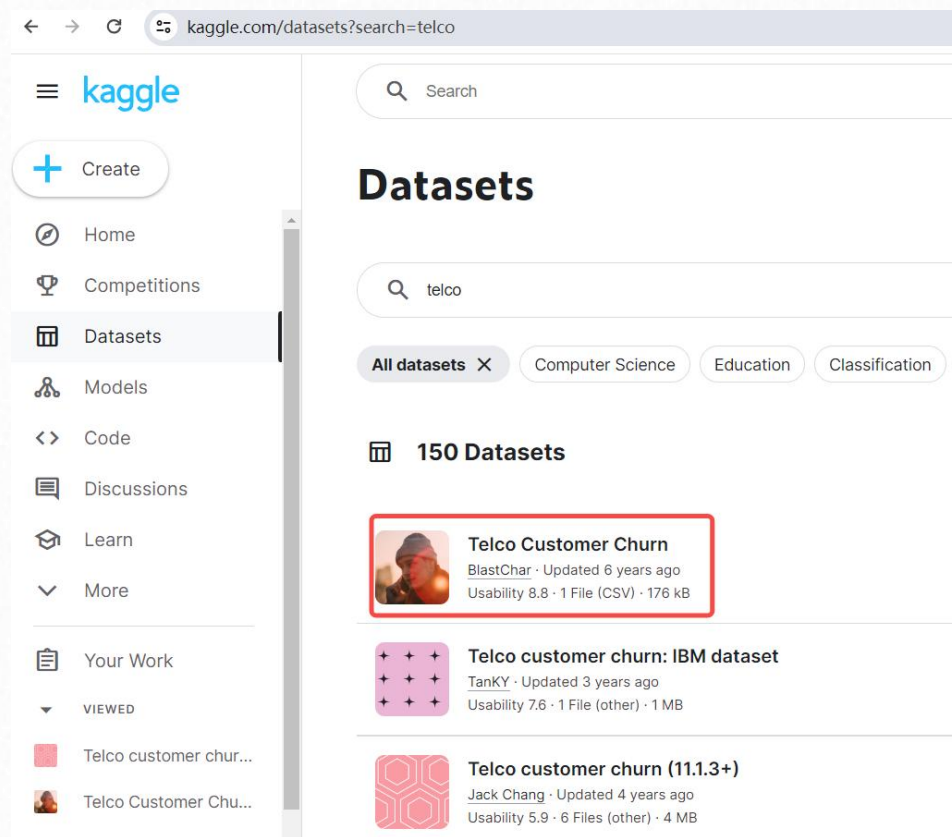 kaggle.com/datasets?search=telco
kaggle
Search
Create
Datasets
Home
Competitions
telco
Datasets
All datasets
Computer Science
Education
Classification
Models
Code
150 Datasets
Discussions
Learn
Telco Customer Churn
BlastChar · Updated 6 years ago
Usability 8.8 · 1 File (CSV) · 176 kB
More
Your Work
Telco customer churn: IBM dataset
TanKY · Updated 3 years ago
Usability 7.6 · 1 File (other) · 1 MB
VIEWED
Telco customer chur...
Telco Customer Chu...
Telco customer churn (11.1.3+)
Jack Chang · Updated 4 years ago
Usability 5.9 · 6 Files (other) · 4 MB